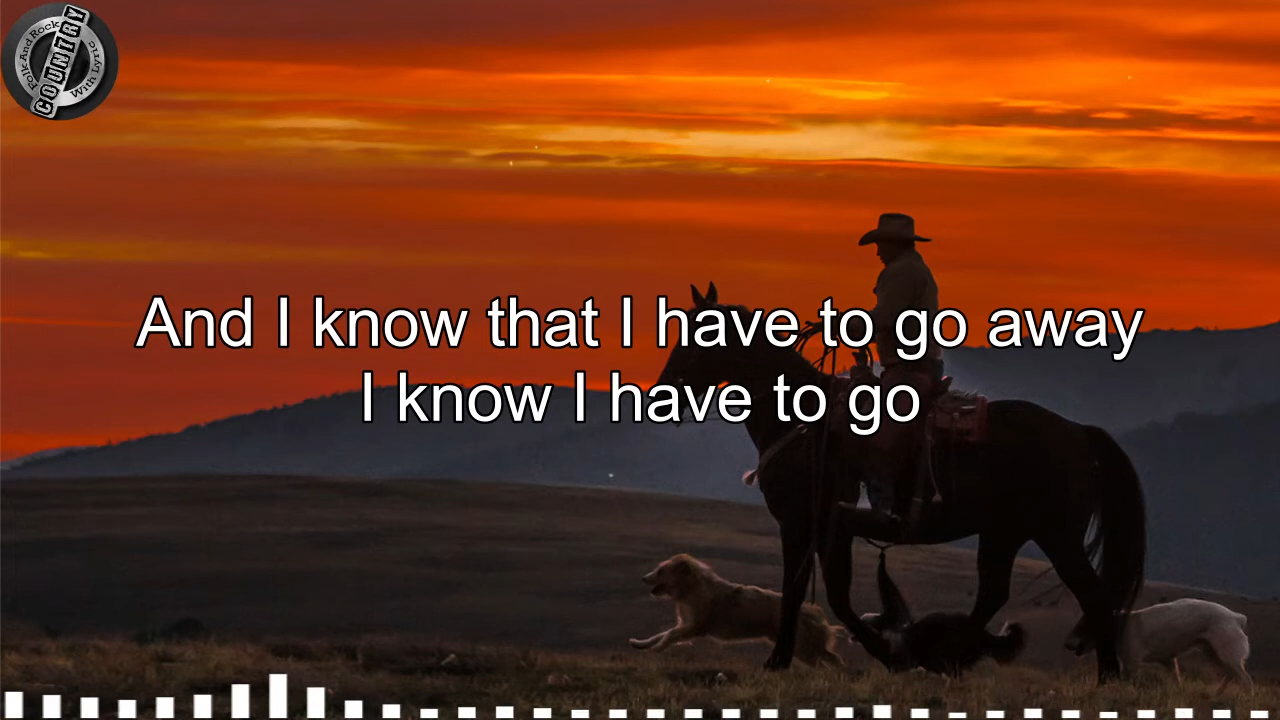 Folk And Rock
COUNTRY
With Lyric
And I know that I have to go away
I know I have to go